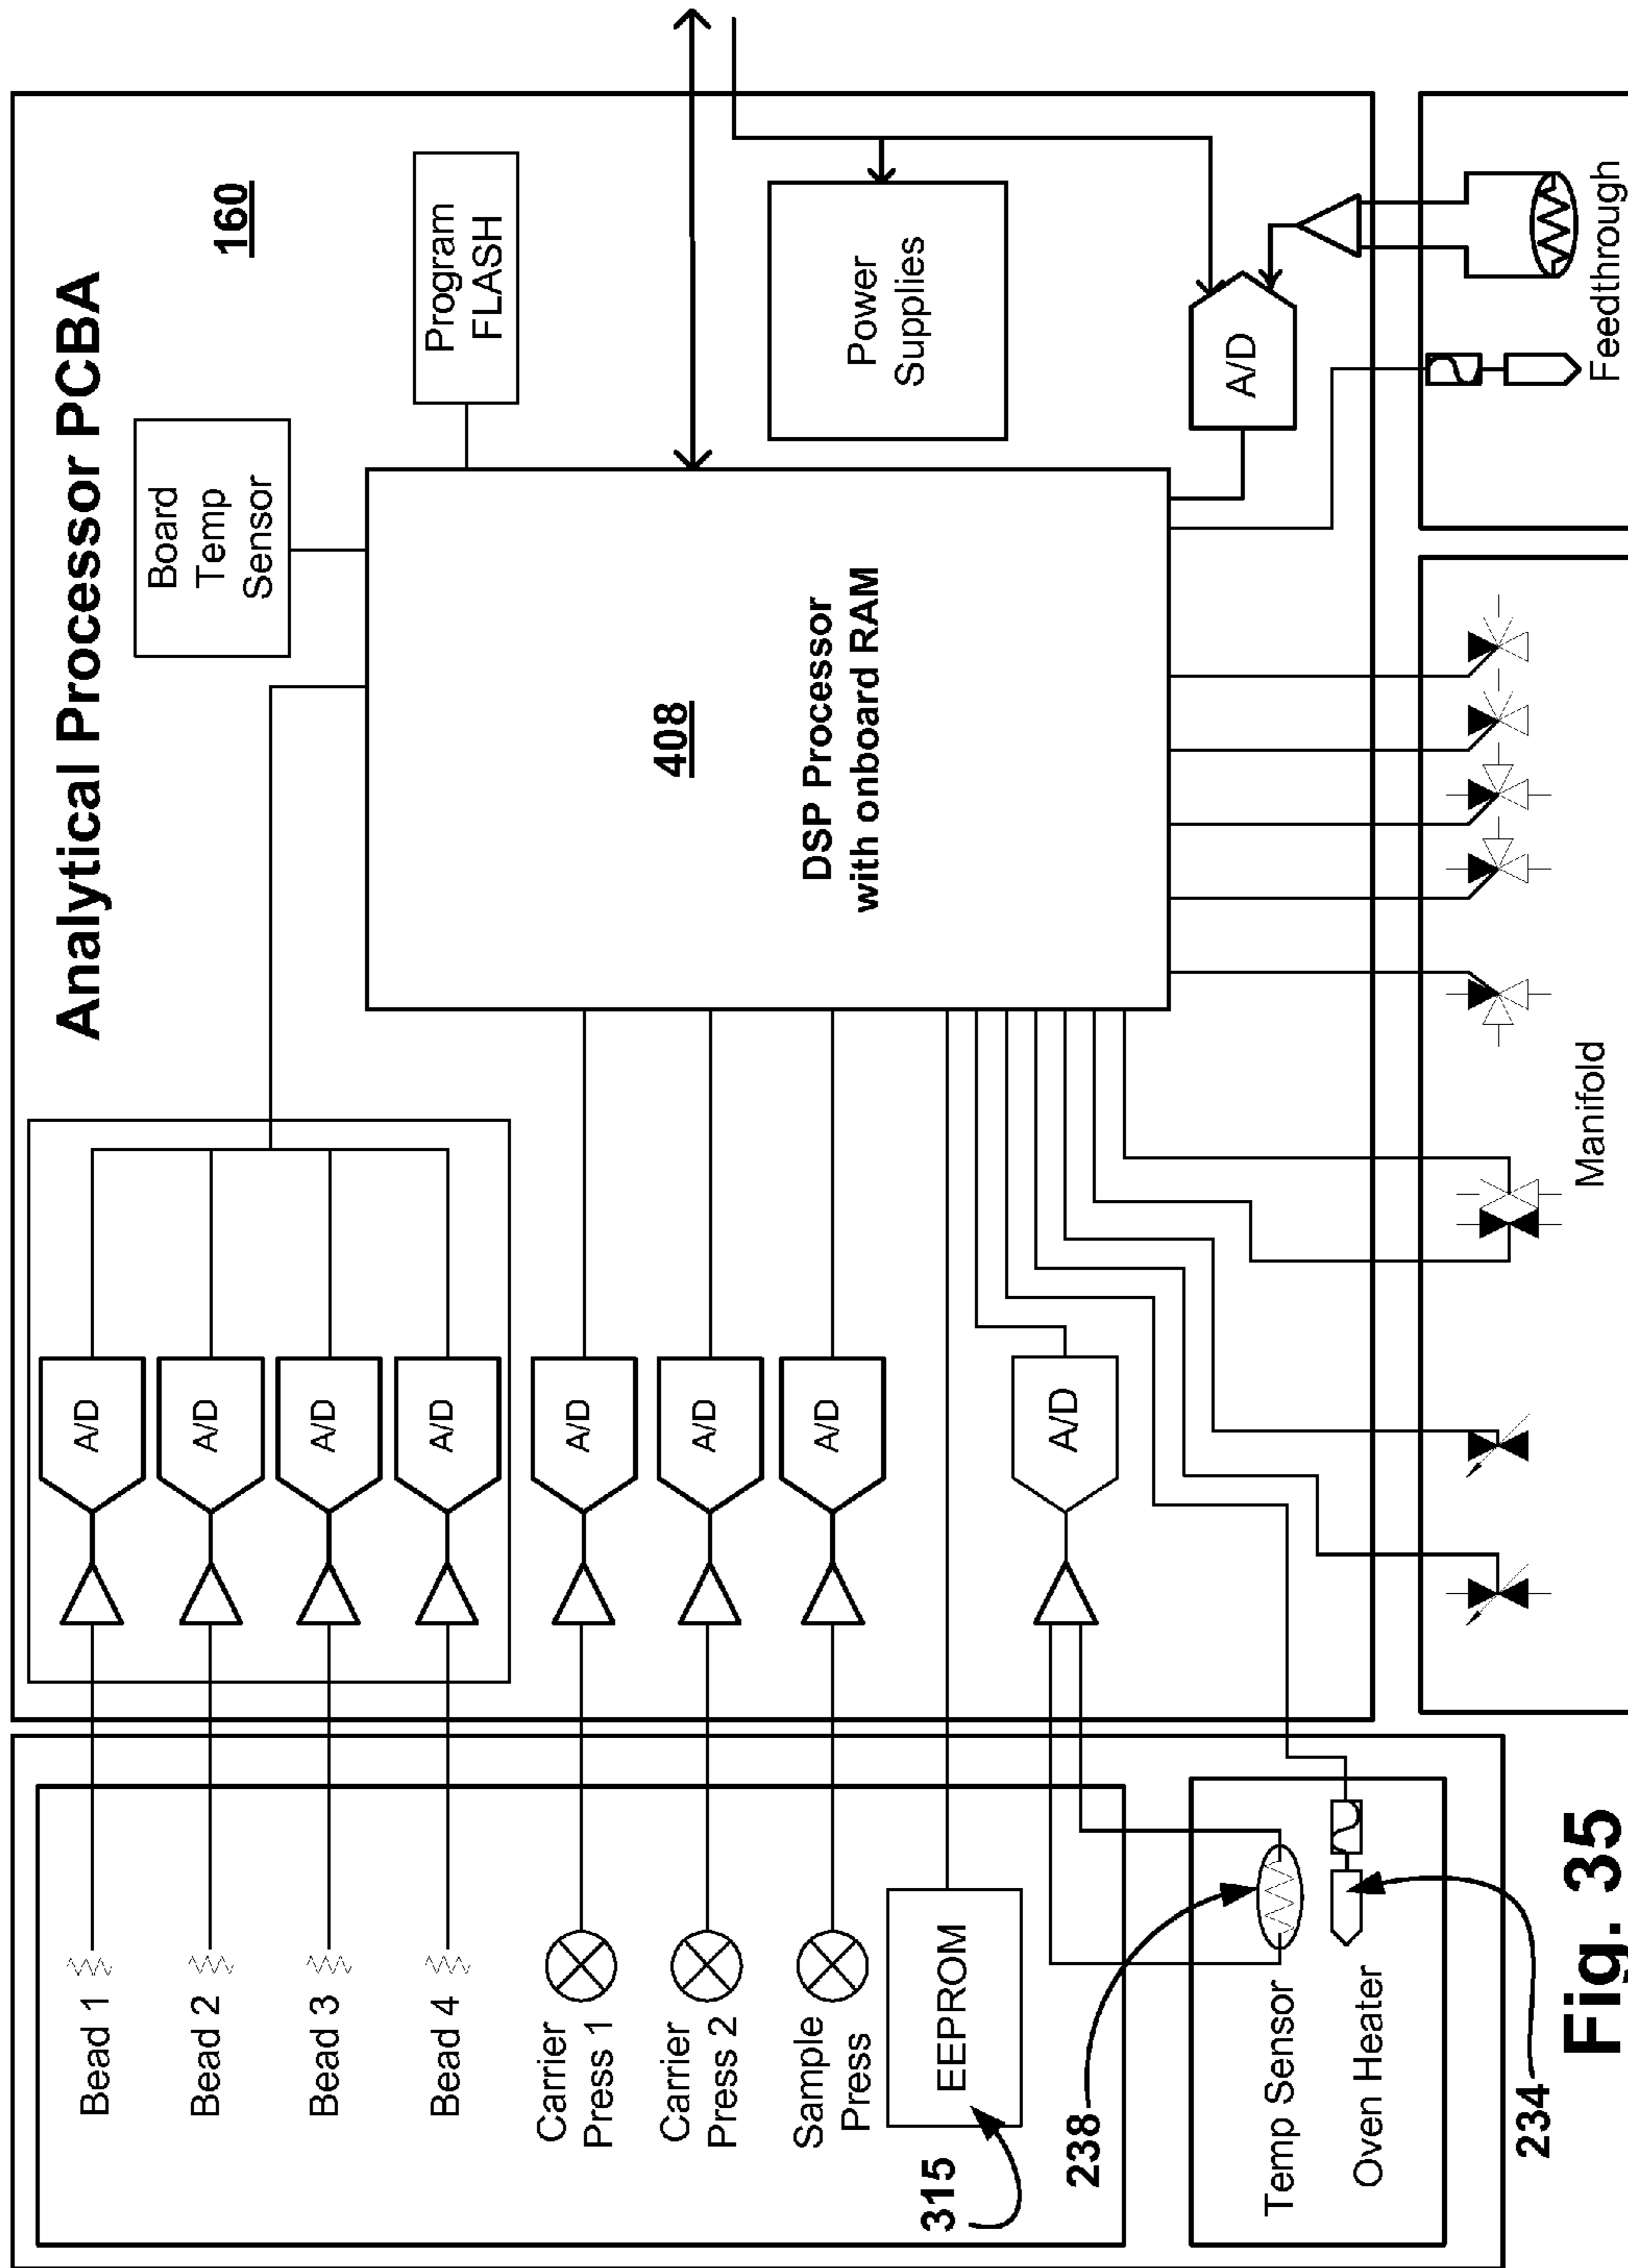 Analytical Processor PCBA
160
Board
Temp
Sensor
Program
FLASH
Bead 1
A/D
Bead 2
A/D
Bead 3
A/D
Bead 4
A/D
Carrier
Press 1
A/D
Carrier
Press 2
A/D
Sample
Press
A/D
408
DSP Processor
with onboard RAM
Power
Supplies
315
EEPROM
A/D
A/D
238
Temp Sensor
Oven Heater
234
Manifold
Feedthrough
Fig. 35